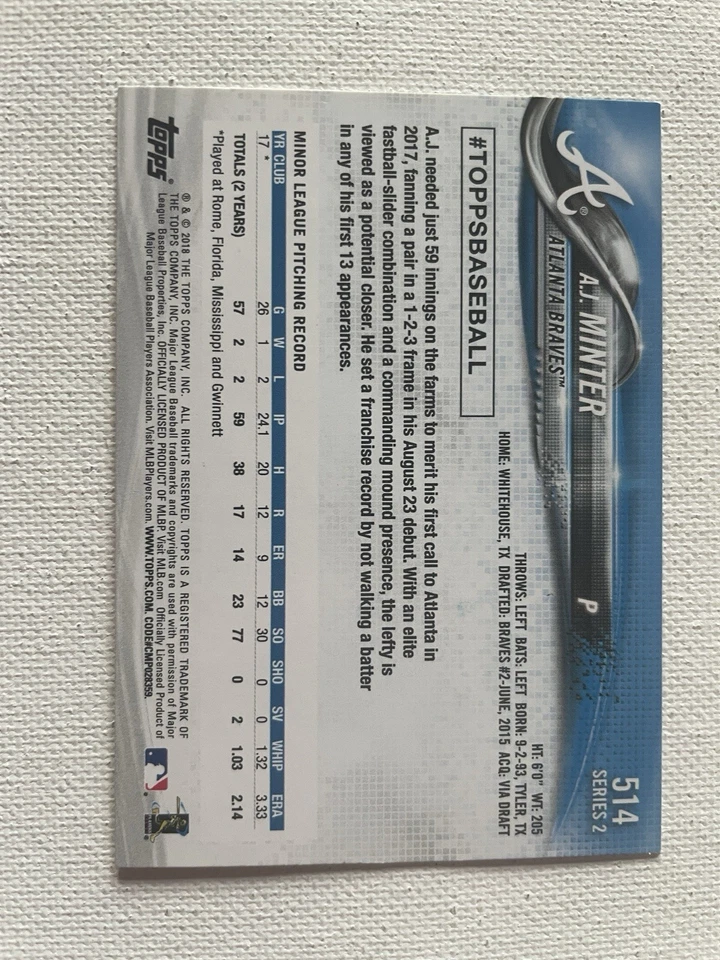 514
SERIES 2
A®
A.J. MINTER P
ATLANTA BRAVES™
HT: 6'0" WT: 205
THROWS: LEFT BATS: LEFT BORN: 9-2-93, TYLER, TX
HOME: WHITEHOUSE, TX DRAFTED: BRAVES #2-JUNE, 2015 ACQ: VIA DRAFT
#TOPPSBASEBALL
A.J. needed just 59 innings on the farms to merit his first call to Atlanta in
2017, fanning a pair in a 1-2-3 frame in his August 23 debut. With an elite
fastball-slider combination and a commanding mound presence, the lefty is
viewed as a potential closer. He set a franchise record by not walking a batter
in any of his first 13 appearances.
MINOR LEAGUE PITCHING RECORD
YR CLUB G W L IP H R ER BB SO SHO SV WHIP ERA
17 * 26 1 2 24.1 20 12 9 12 30 0 0 1.32 3.33
TOTALS (2 YEARS) 57 2 2 59 38 17 14 23 77 0 2 1.03 2.14
*Played at Rome, Florida, Mississippi and Gwinnett
topps®
® & © 2018 THE TOPPS COMPANY, INC. ALL RIGHTS RESERVED. TOPPS IS A REGISTERED TRADEMARK OF
THE TOPPS COMPANY, INC. Major League Baseball trademarks and copyrights are used with permission of Major
League Baseball Properties, Inc. OFFICIALLY LICENSED PRODUCT OF MLBP. Visit MLB.com Officially Licensed Product of
Major League Baseball Players Association. Visit MLBPlayers.com. WWW.TOPPS.COM. CODE#CMP028359.